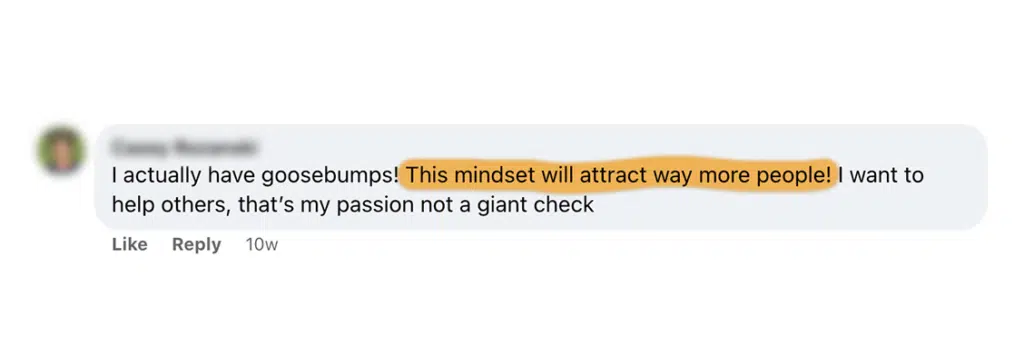 I actually have goosebumps! This mindset will attract way more people! I want to
help others, that's my passion not a giant check
Like Reply 10w